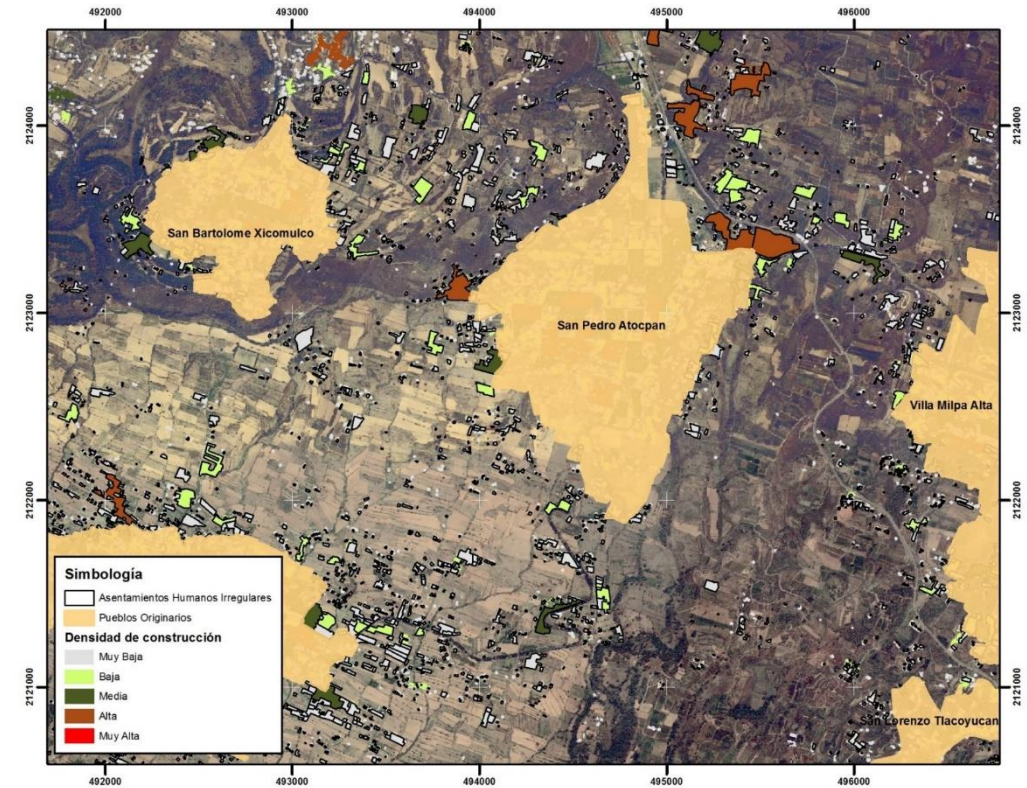 492000 493000 494000 495000 496000
2124000 2124000
San Bartolome Xicomulco
2123000 2123000
San Pedro Atocpan
Villa Milpa Alta
2122000 2122000
Simbología
Asentamientos Humanos Irregulares
Pueblos Originarios
Densidad de construcción
Muy Baja
Baja
Media
Alta
Muy Alta
2121000 2121000
San Lorenzo Tlacoyucan
492000 493000 494000 495000 496000